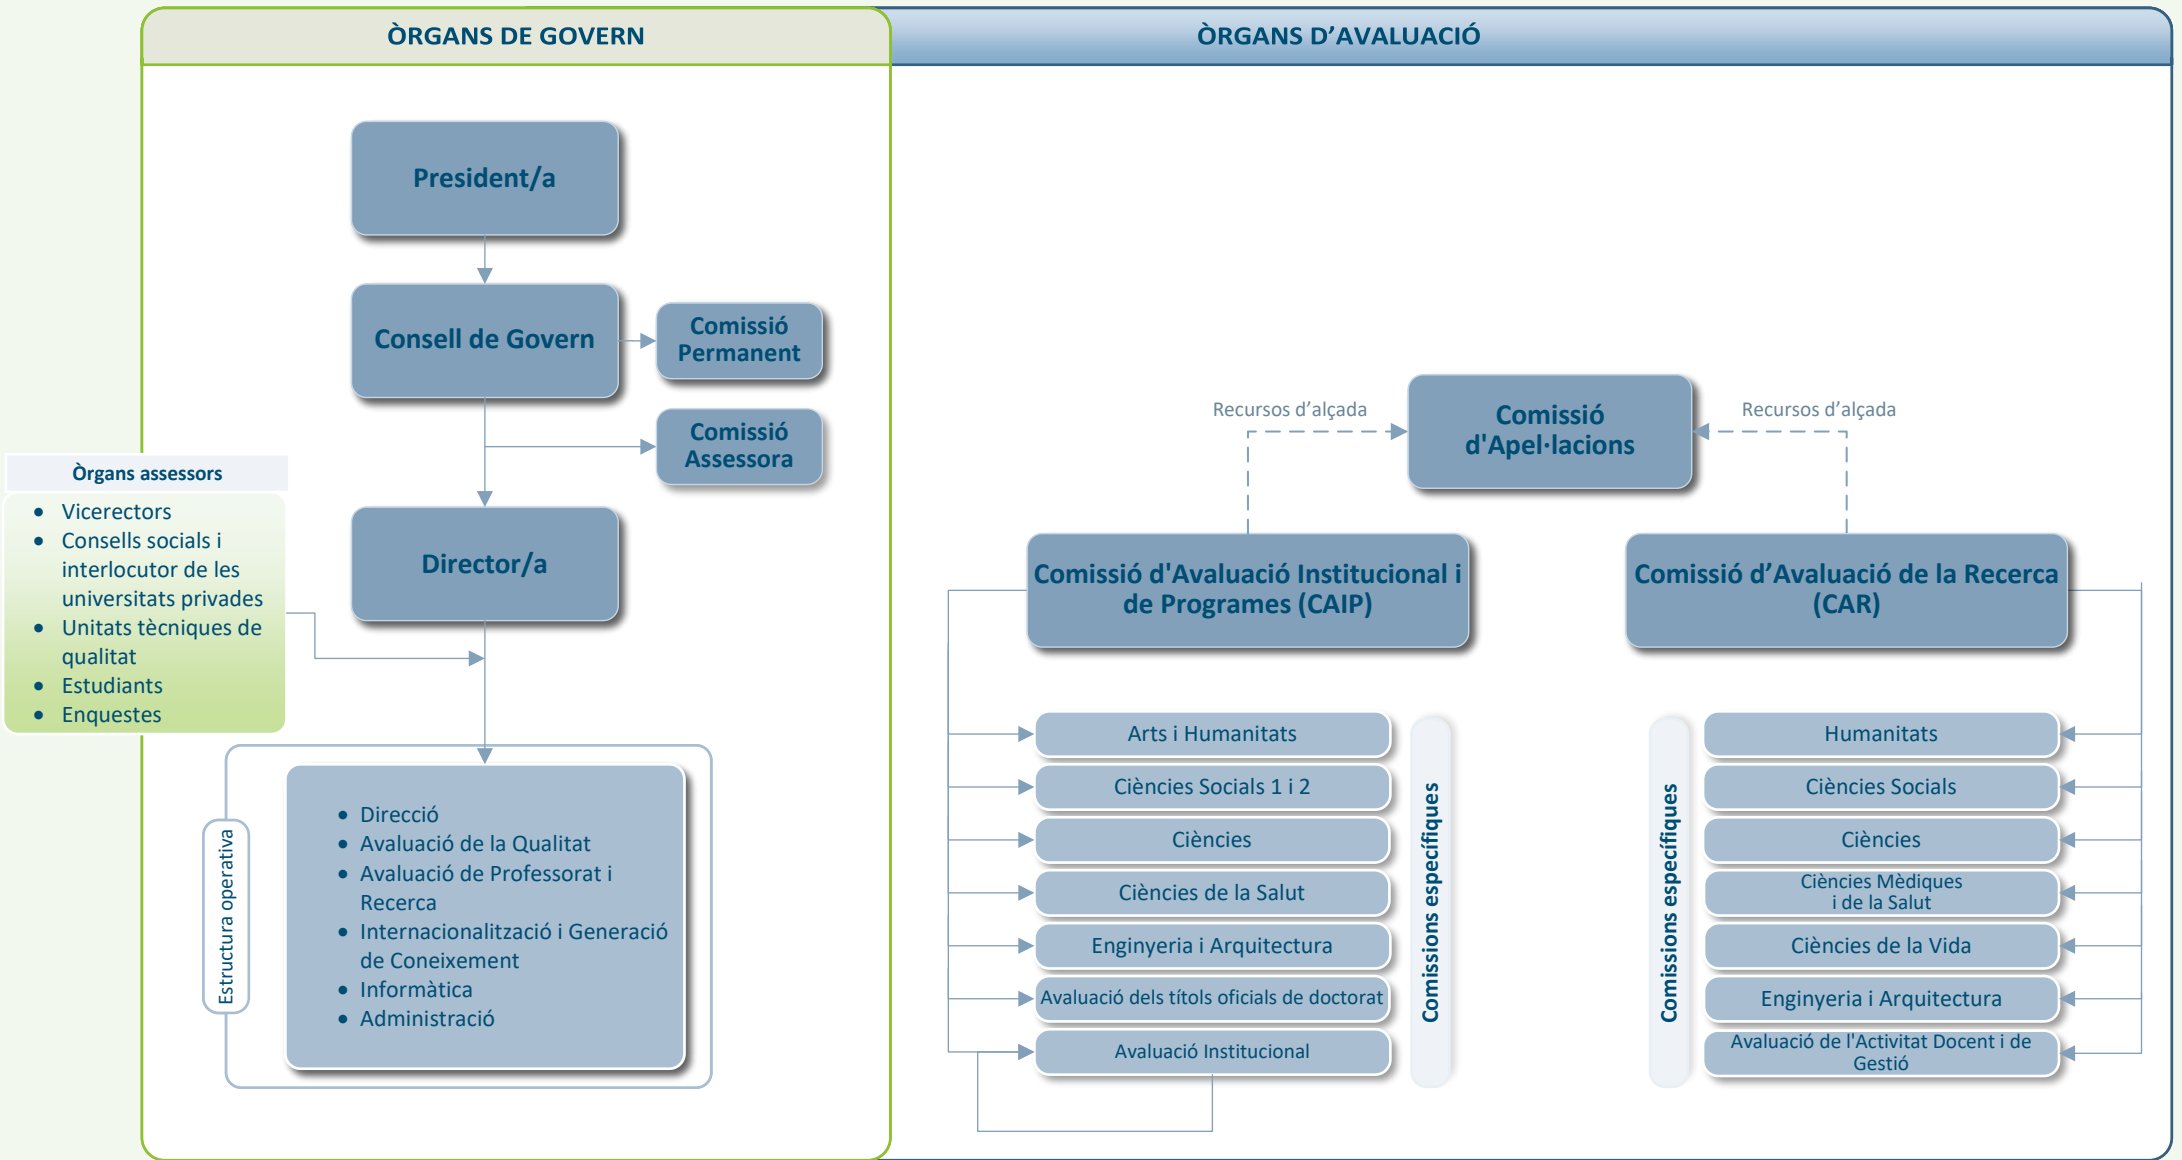 ÒRGANS DE GOVERN
ÒRGANS D’AVALUACIÓ
President/a
Consell de Govern
Comissió
Permanent
Comissió
Assessora
Director/a
Òrgans assessors
• Vicerectors
• Consells socials i
interlocutor de les
universitats privades
• Unitats tècniques de
qualitat
• Estudiants
• Enquestes
Estructura operativa
• Direcció
• Avaluació de la Qualitat
• Avaluació de Professorat i
Recerca
• Internacionalització i Generació
de Coneixement
• Informàtica
• Administració
Recursos d’alçada
Comissió
d'Apel·lacions
Recursos d’alçada
Comissió d'Avaluació Institucional i
de Programes (CAIP)
Comissió d’Avaluació de la Recerca
(CAR)
Arts i Humanitats
Ciències Socials 1 i 2
Ciències
Ciències de la Salut
Enginyeria i Arquitectura
Avaluació dels títols oficials de doctorat
Avaluació Institucional
Comissions específiques
Comissions específiques
Humanitats
Ciències Socials
Ciències
Ciències Mèdiques
i de la Salut
Ciències de la Vida
Enginyeria i Arquitectura
Avaluació de l'Activitat Docent i de
Gestió